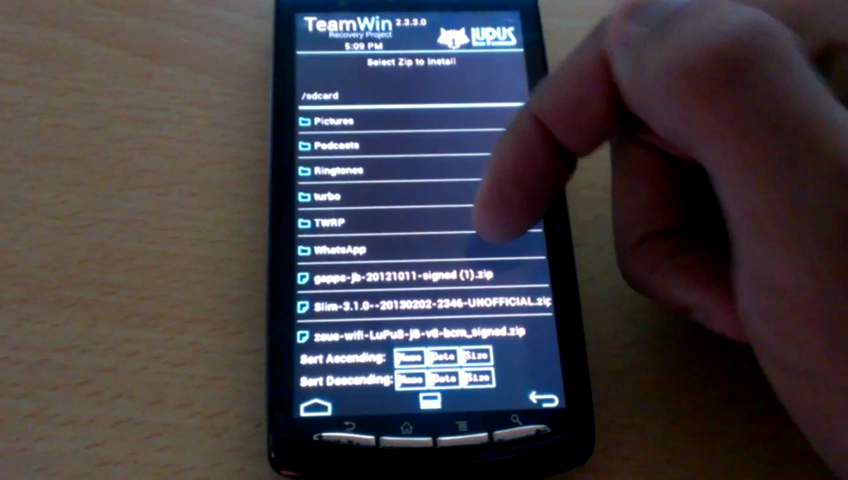 TeamWin 2.3.3.0
Recovery Project
LUPUS
5:09 PM
Select Zip to Install
/sdcard
Pictures
Podcasts
Ringtones
turbo
TWRP
WhatsApp
gapps-jb-20121011-signed (1).zip
Slim-3.1.0--20130202-2346-UNOFFICIAL.zip
zeus-wifi-LuPuS-JB-v6-bcm_signed.zip
Sort Ascending: Name Date Size
Sort Descending: Name Date Size